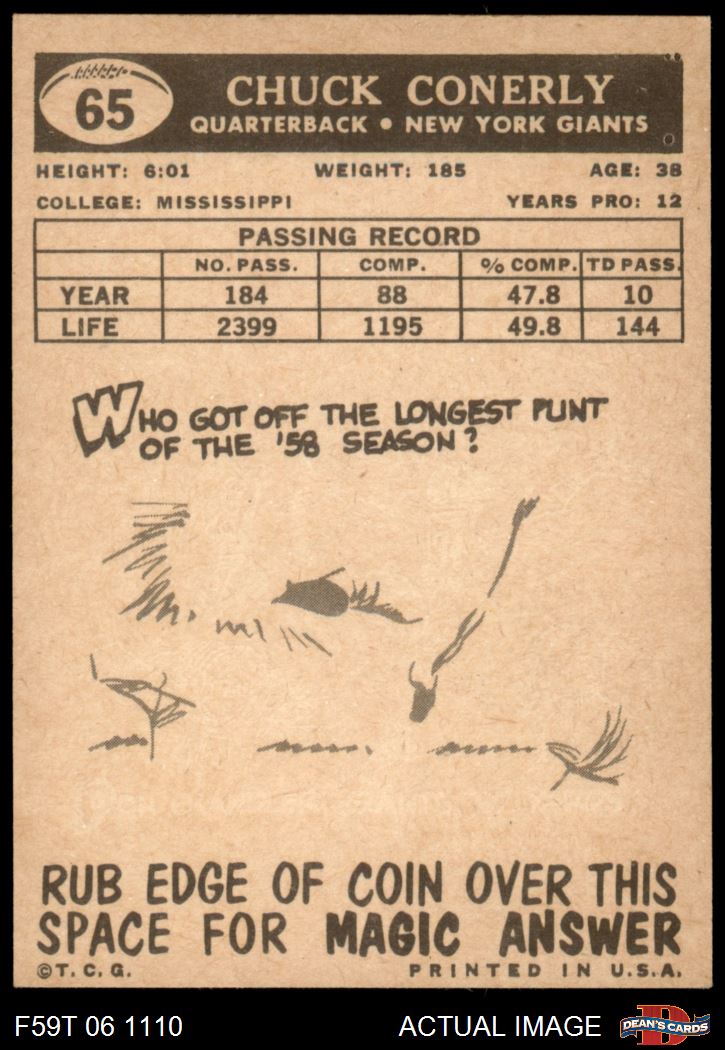 65
CHUCK CONERLY
QUARTERBACK • NEW YORK GIANTS
HEIGHT: 6:01 WEIGHT: 185 AGE: 38
COLLEGE: MISSISSIPPI YEARS PRO: 12
PASSING RECORD
NO. PASS. COMP. % COMP. TD PASS.
YEAR 184 88 47.8 10
LIFE 2399 1195 49.8 144
WHO GOT OFF THE LONGEST PUNT
OF THE '58 SEASON?
RUB EDGE OF COIN OVER THIS
SPACE FOR MAGIC ANSWER
©T.C.G. PRINTED IN U.S.A.
F59T 06 1110 ACTUAL IMAGE D DEAN'S CARDS